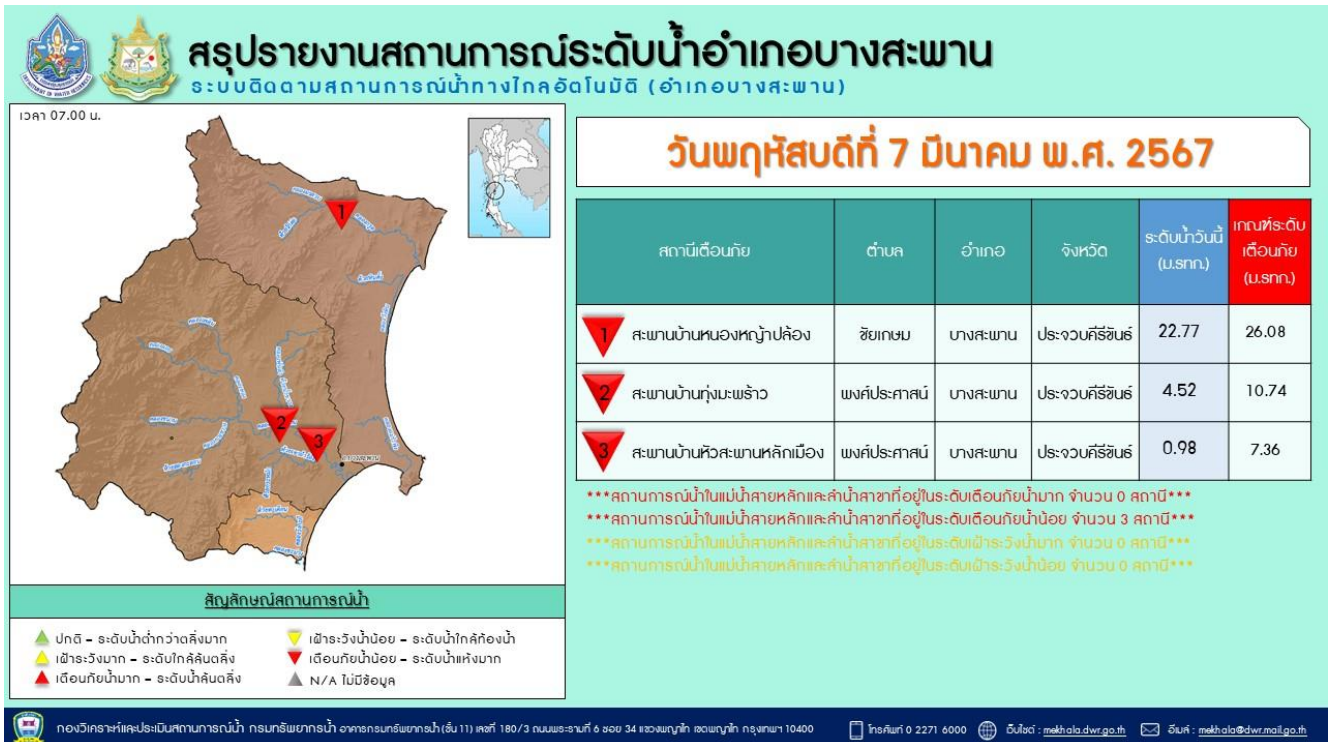 สรุปรายงานสถานการณ์ระดับน้ำอำเภอบางสะพาน
ระบบติดตามสถานการณ์น้ำทางไกลอัตโนมัติ (อำเภอบางสะพาน)
เวลา 07.00 น.
วันพฤหัสบดีที่ 7 มีนาคม พ.ศ. 2567
สถานีเตือนภัย ตำบล อำเภอ จังหวัด ระดับน้ำวันนี้ (ม.รทก.) เกณฑ์ระดับเตือนภัย (ม.รทก.)
1 สะพานบ้านหนองหญ้าปล้อง ชัยเกษม บางสะพาน ประจวบคีรีขันธ์ 22.77 26.08
2 สะพานบ้านทุ่งมะพร้าว พงศ์ประศาสน์ บางสะพาน ประจวบคีรีขันธ์ 4.52 10.74
3 สะพานบ้านหัวสะพานหลักเมือง พงศ์ประศาสน์ บางสะพาน ประจวบคีรีขันธ์ 0.98 7.36
***สถานการณ์น้ำในแม่น้ำสายหลักและลำน้ำสาขาที่อยู่ในระดับเตือนภัยน้ำมาก จำนวน 0 สถานี***
***สถานการณ์น้ำในแม่น้ำสายหลักและลำน้ำสาขาที่อยู่ในระดับเตือนภัยน้ำน้อย จำนวน 3 สถานี***
***สถานการณ์น้ำในแม่น้ำสายหลักและลำน้ำสาขาที่อยู่ในระดับเฝ้าระวังน้ำมาก จำนวน 0 สถานี***
***สถานการณ์น้ำในแม่น้ำสายหลักและลำน้ำสาขาที่อยู่ในระดับเฝ้าระวังน้ำน้อย จำนวน 0 สถานี***
1
2
3
สัญลักษณ์สถานการณ์น้ำ
ปกติ – ระดับน้ำต่ำกว่าตลิ่งมาก
เฝ้าระวังมาก – ระดับใกล้ล้นตลิ่ง
เตือนภัยน้ำมาก – ระดับน้ำล้นตลิ่ง
เฝ้าระวังน้ำน้อย – ระดับน้ำใกล้ท้องน้ำ
เตือนภัยน้ำน้อย – ระดับน้ำแห้งมาก
N/A ไม่มีข้อมูล
กองวิเคราะห์และประเมินสถานการณ์น้ำ กรมทรัพยากรน้ำ อาคารกรมทรัพยากรน้ำ (ชั้น 11) เลขที่ 180/3 ถนนพระรามที่ 6 ซอย 34 แขวงพญาไท เขตพญาไท กรุงเทพฯ 10400 โทรศัพท์ 0 2271 6000 เว็บไซต์ : mekhala.dwr.go.th อีเมล์ : mekhala@dwr.mail.go.th